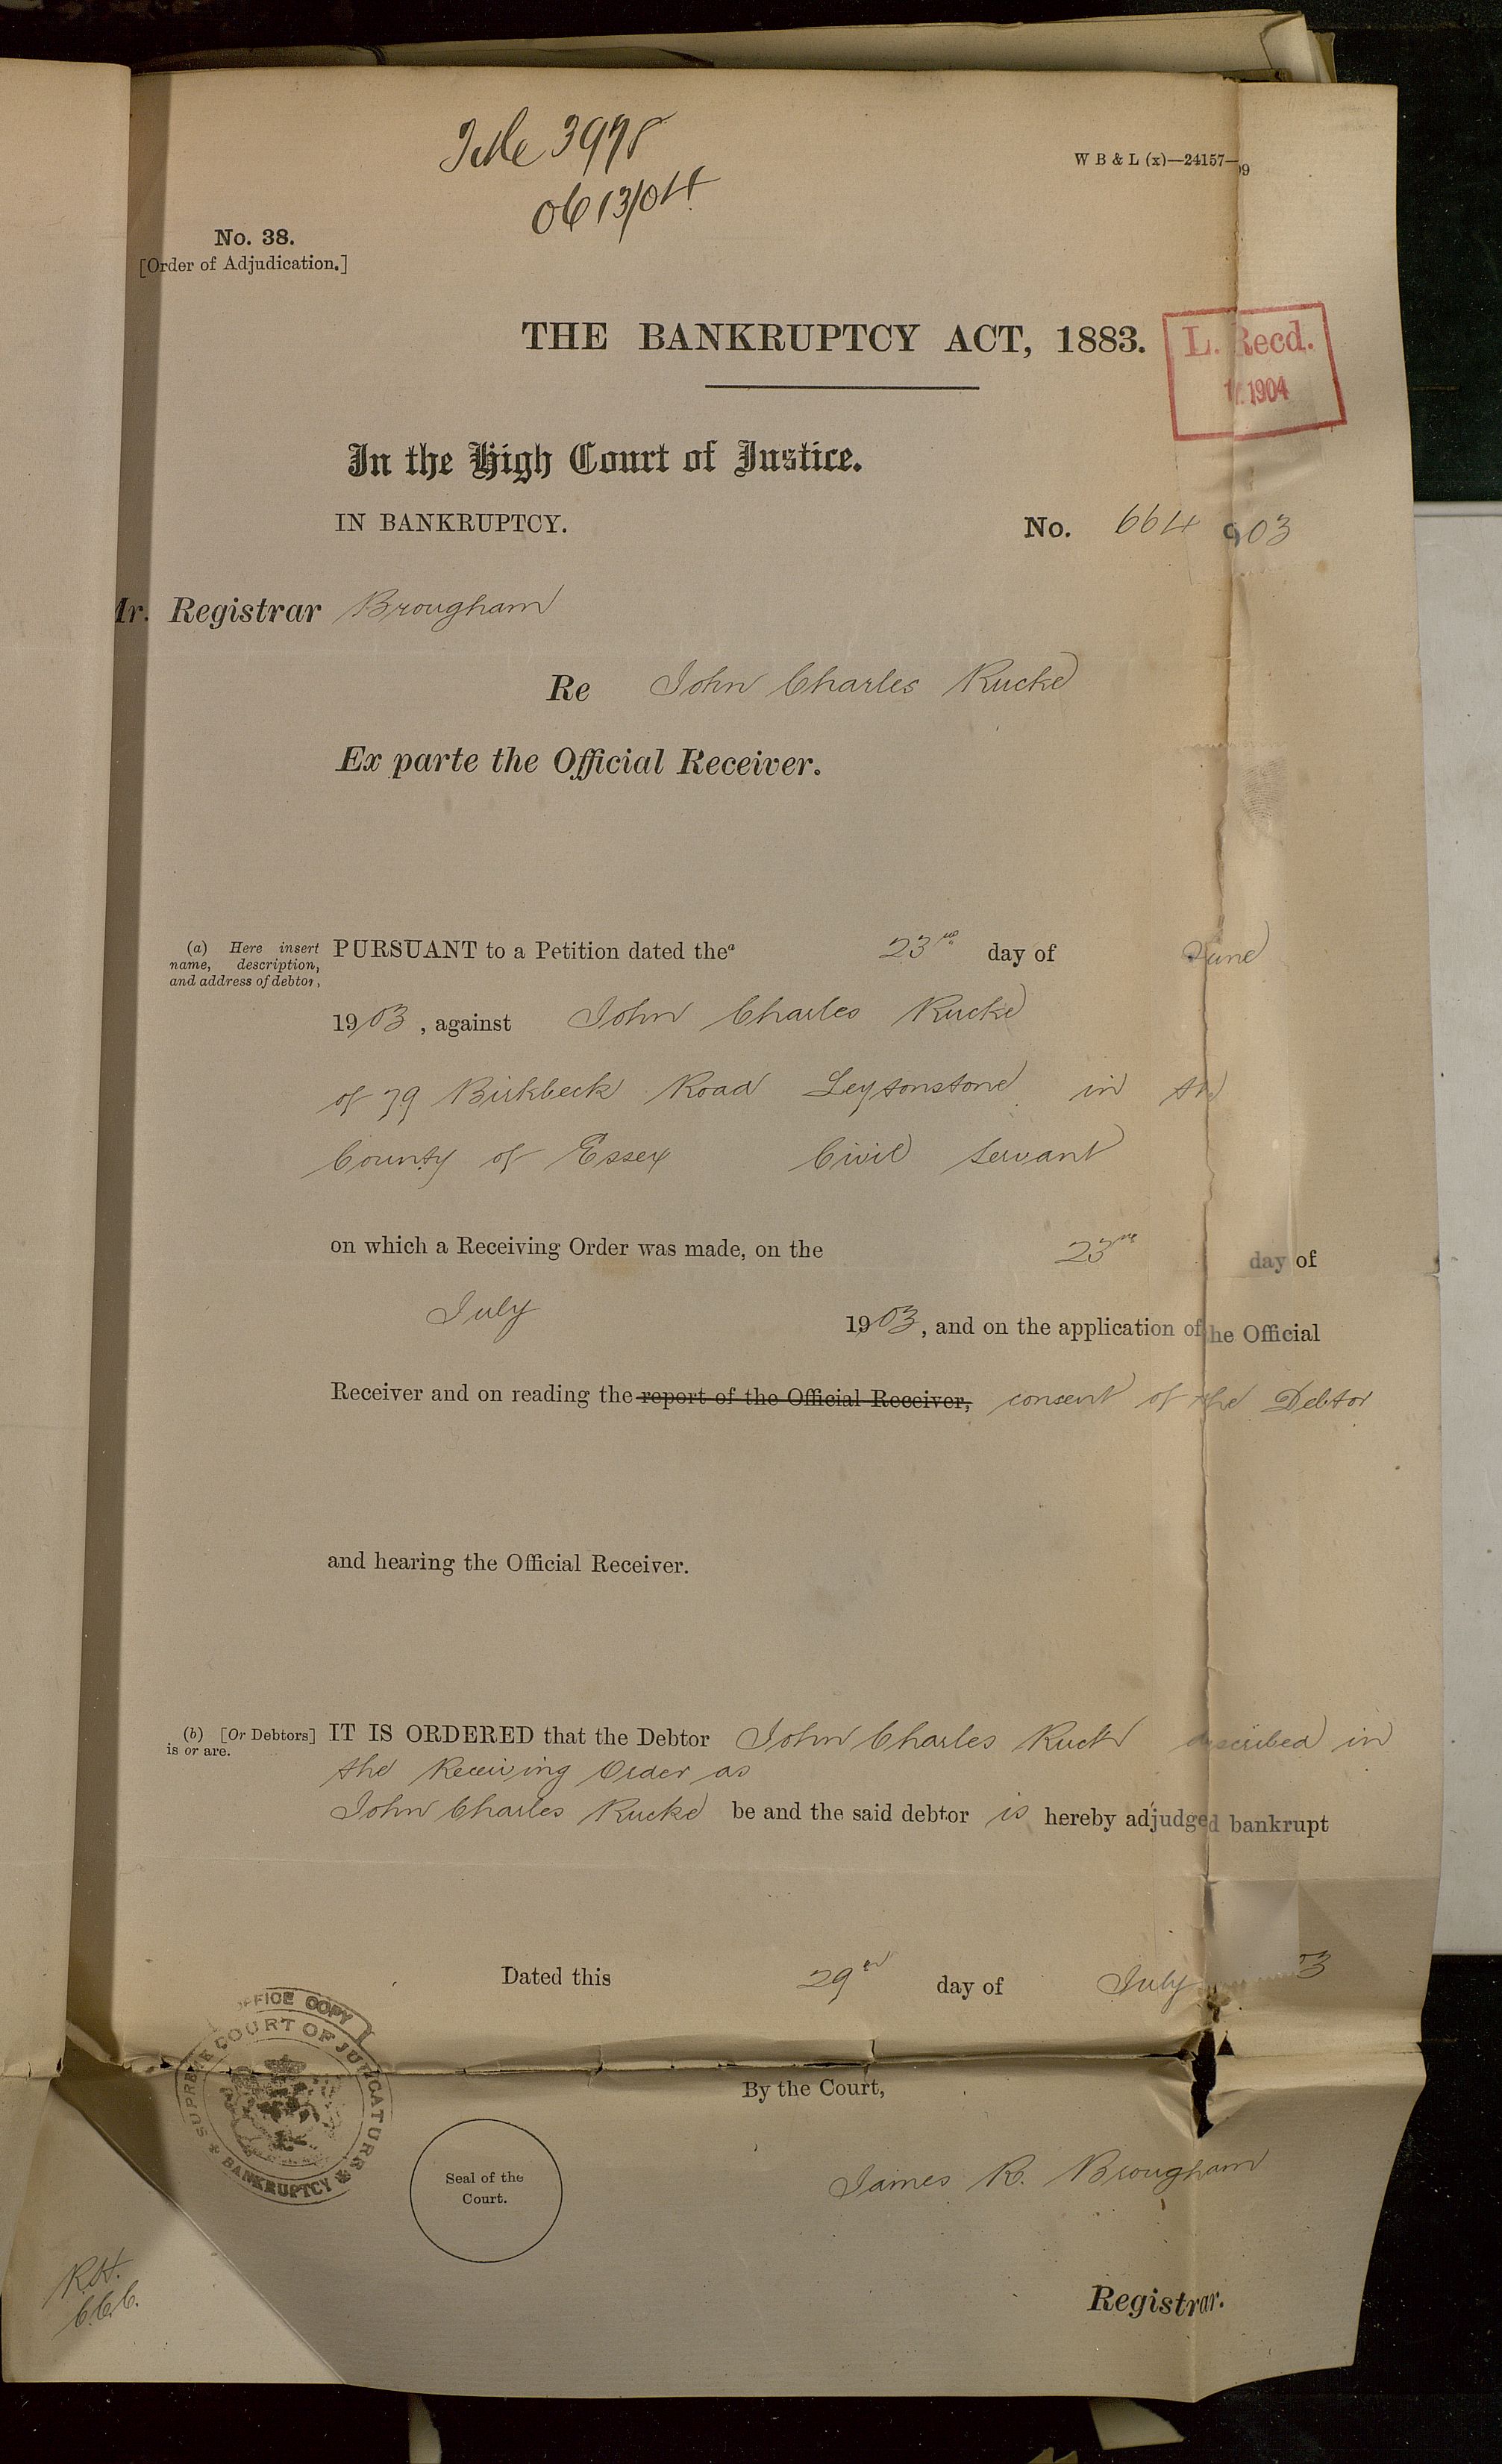 3978
0613/04
W B & L (x)—24157—09
No. 38.
[Order of Adjudication.]
THE BANKRUPTCY ACT, 1883.
L. Recd.
1904
In the High Court of Justice.
IN BANKRUPTCY.
No. 664 903
Mr. Registrar Brougham
Re John Charles Rucke
Ex parte the Official Receiver.
(a) Here insert name, description, and address of debtor,
PURSUANT to a Petition dated the a 23rd day of June
1903, against John Charles Rucke
of 79 Birkbeck Road Leytonstone in the
County of Essex Civil Servant
on which a Receiving Order was made, on the 23rd day of
July 1903, and on the application of he Official
Receiver and on reading the report of the Official Receiver, consent of the Debtor
and hearing the Official Receiver.
(b) [Or Debtors] is or are.
IT IS ORDERED that the Debtor John Charles Rucke described in
the Receiving Order as
John Charles Rucke be and the said debtor is hereby adjudged bankrupt
Dated this 29th day of July 03
OFFICE COPY
SUPREME COURT OF JUDICATURE
BANKRUPTCY
By the Court,
Seal of the
Court.
James R. Brougham
Registrar.
R.H.
C.C.C.